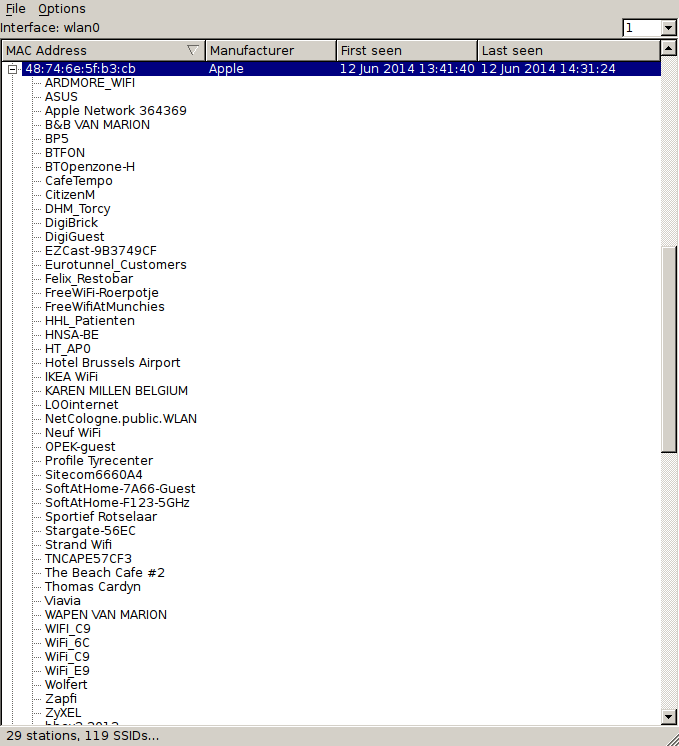 File Options
Interface: wlan0 1
MAC Address Manufacturer First seen Last seen
48:74:6e:5f:b3:cb Apple 12 Jun 2014 13:41:40 12 Jun 2014 14:31:24
ARDMORE_WIFI
ASUS
Apple Network 364369
B&B VAN MARION
BP5
BTFON
BTOpenzone-H
CafeTempo
CitizenM
DHM_Torcy
DigiBrick
DigiGuest
EZCast-9B3749CF
Eurotunnel_Customers
Felix_Restobar
FreeWiFi-Roerpotje
FreeWifiAtMunchies
HHL_Patienten
HNSA-BE
HT_AP0
Hotel Brussels Airport
IKEA WiFi
KAREN MILLEN BELGIUM
LOOinternet
NetCologne.public.WLAN
Neuf WiFi
OPEK-guest
Profile Tyrecenter
Sitecom6660A4
SoftAtHome-7A66-Guest
SoftAtHome-F123-5GHz
Sportief Rotselaar
Stargate-56EC
Strand Wifi
TNCAPE57CF3
The Beach Cafe #2
Thomas Cardyn
Viavia
WAPEN VAN MARION
WIFI_C9
WiFi_6C
WiFi_C9
WiFi_E9
Wolfert
Zapfi
ZyXEL
29 stations, 119 SSIDs...